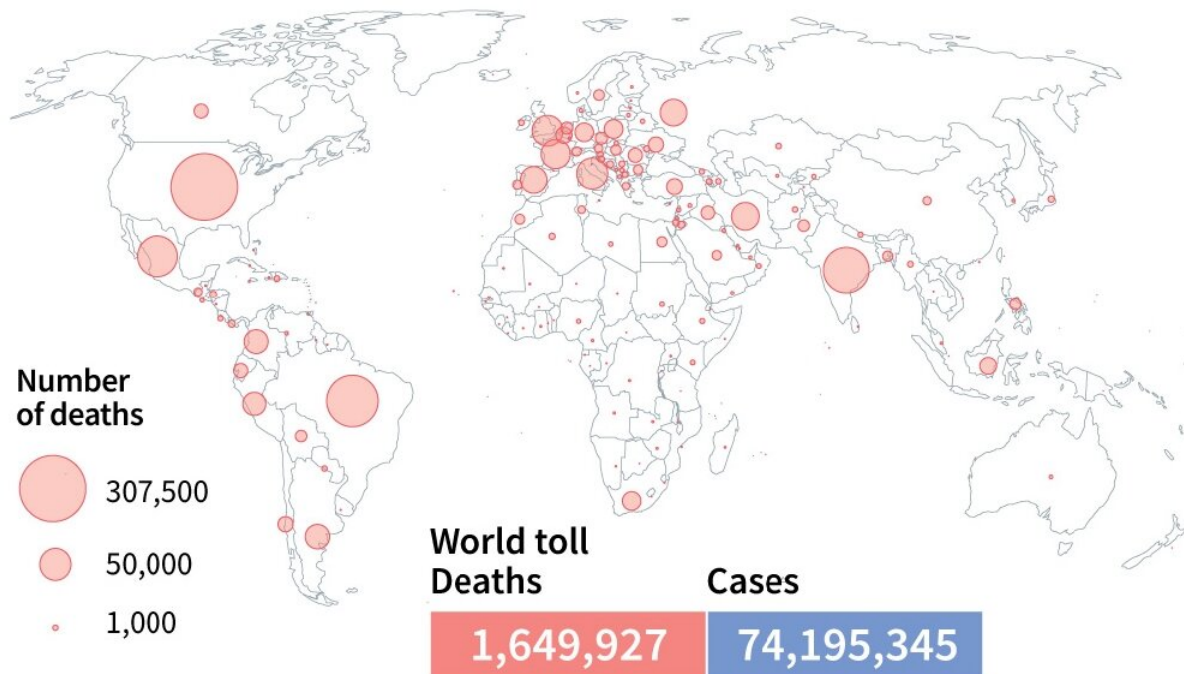 Number
of deaths
307,500
50,000
1,000
World toll
Deaths
Cases
1,649,927
74,195,345